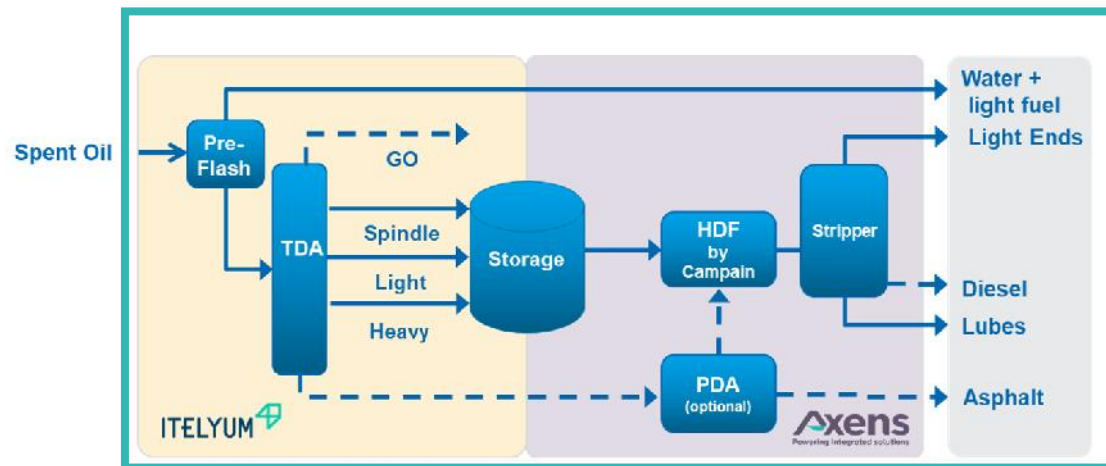 Water +
light fuel
Light Ends
Spent Oil
Pre-
Flash
GO
TDA
Spindle
Light
Heavy
Storage
HDF
by
Campain
Stripper
Diesel
Lubes
PDA
(optional)
Asphalt
ITELYUM
Axens
Powering integrated solutions